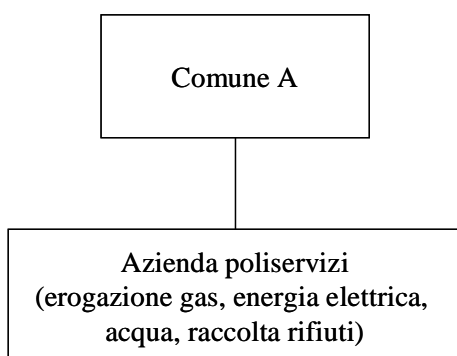 Comune A
Azienda poliservizi
(erogazione gas, energia elettrica,
acqua, raccolta rifiuti)